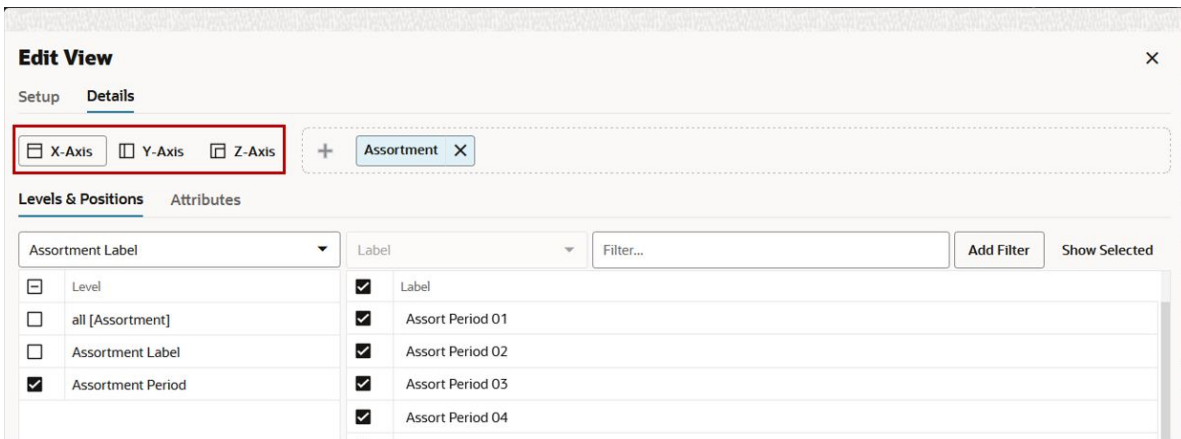 Edit View
Setup Details
X-Axis Y-Axis Z-Axis Assortment
Levels & Positions Attributes
Assortment Label Label Filter... Add Filter Show Selected
Level Label
all [Assortment] Assort Period 01
Assortment Label Assort Period 02
Assortment Period Assort Period 03
Assort Period 04